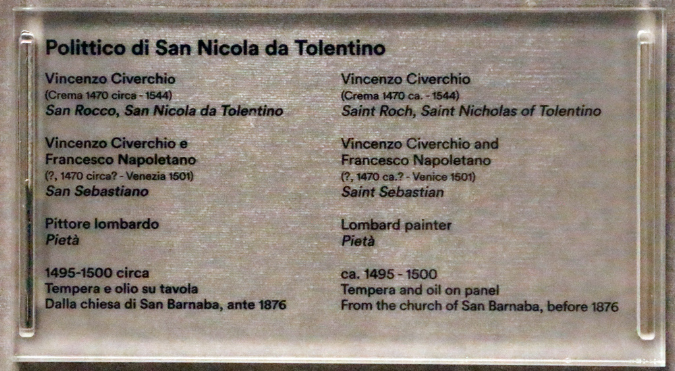 Polittico di San Nicola da Tolentino
Vincenzo Civerchio
(Crema 1470 circa - 1544)
San Rocco, San Nicola da Tolentino
Vincenzo Civerchio e
Francesco Napoletano
(?, 1470 circa? - Venezia 1501)
San Sebastiano
Pittore lombardo
Pietà
1495-1500 circa
Tempera e olio su tavola
Dalla chiesa di San Barnaba, ante 1876
Vincenzo Civerchio
(Crema 1470 ca. - 1544)
Saint Roch, Saint Nicholas of Tolentino
Vincenzo Civerchio and
Francesco Napoletano
(?, 1470 ca.? - Venice 1501)
Saint Sebastian
Lombard painter
Pietà
ca. 1495 - 1500
Tempera and oil on panel
From the church of San Barnaba, before 1876